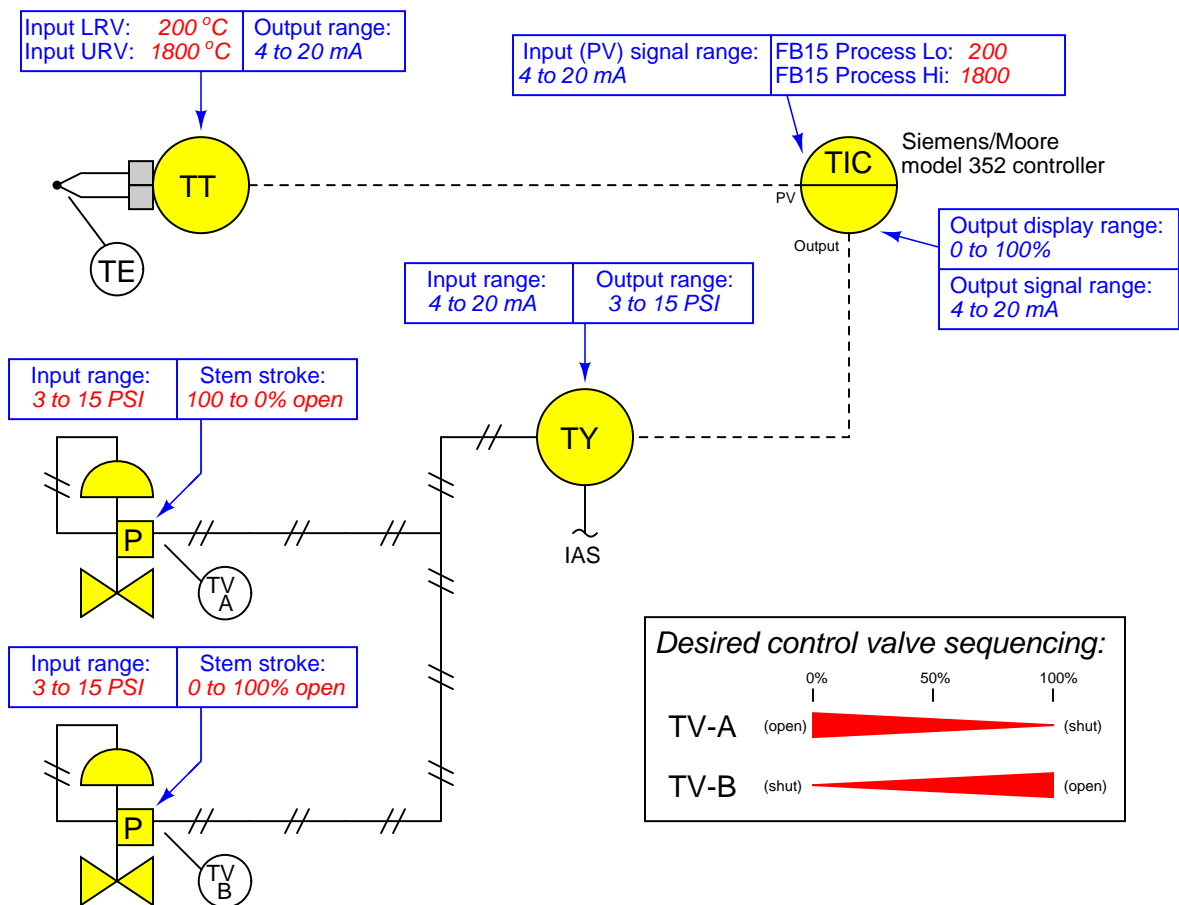 Input LRV: 200 °C
Input URV: 1800 °C
Output range:
4 to 20 mA
Input (PV) signal range:
4 to 20 mA
FB15 Process Lo: 200
FB15 Process Hi: 1800
TT
TE
TIC
PV
Output
Siemens/Moore
model 352 controller
Output display range:
0 to 100%
Output signal range:
4 to 20 mA
Input range:
4 to 20 mA
Output range:
3 to 15 PSI
TY
IAS
Input range:
3 to 15 PSI
Stem stroke:
100 to 0% open
P
TV
A
Input range:
3 to 15 PSI
Stem stroke:
0 to 100% open
P
TV
B
Desired control valve sequencing:
0% 50% 100%
TV-A (open) (shut)
TV-B (shut) (open)